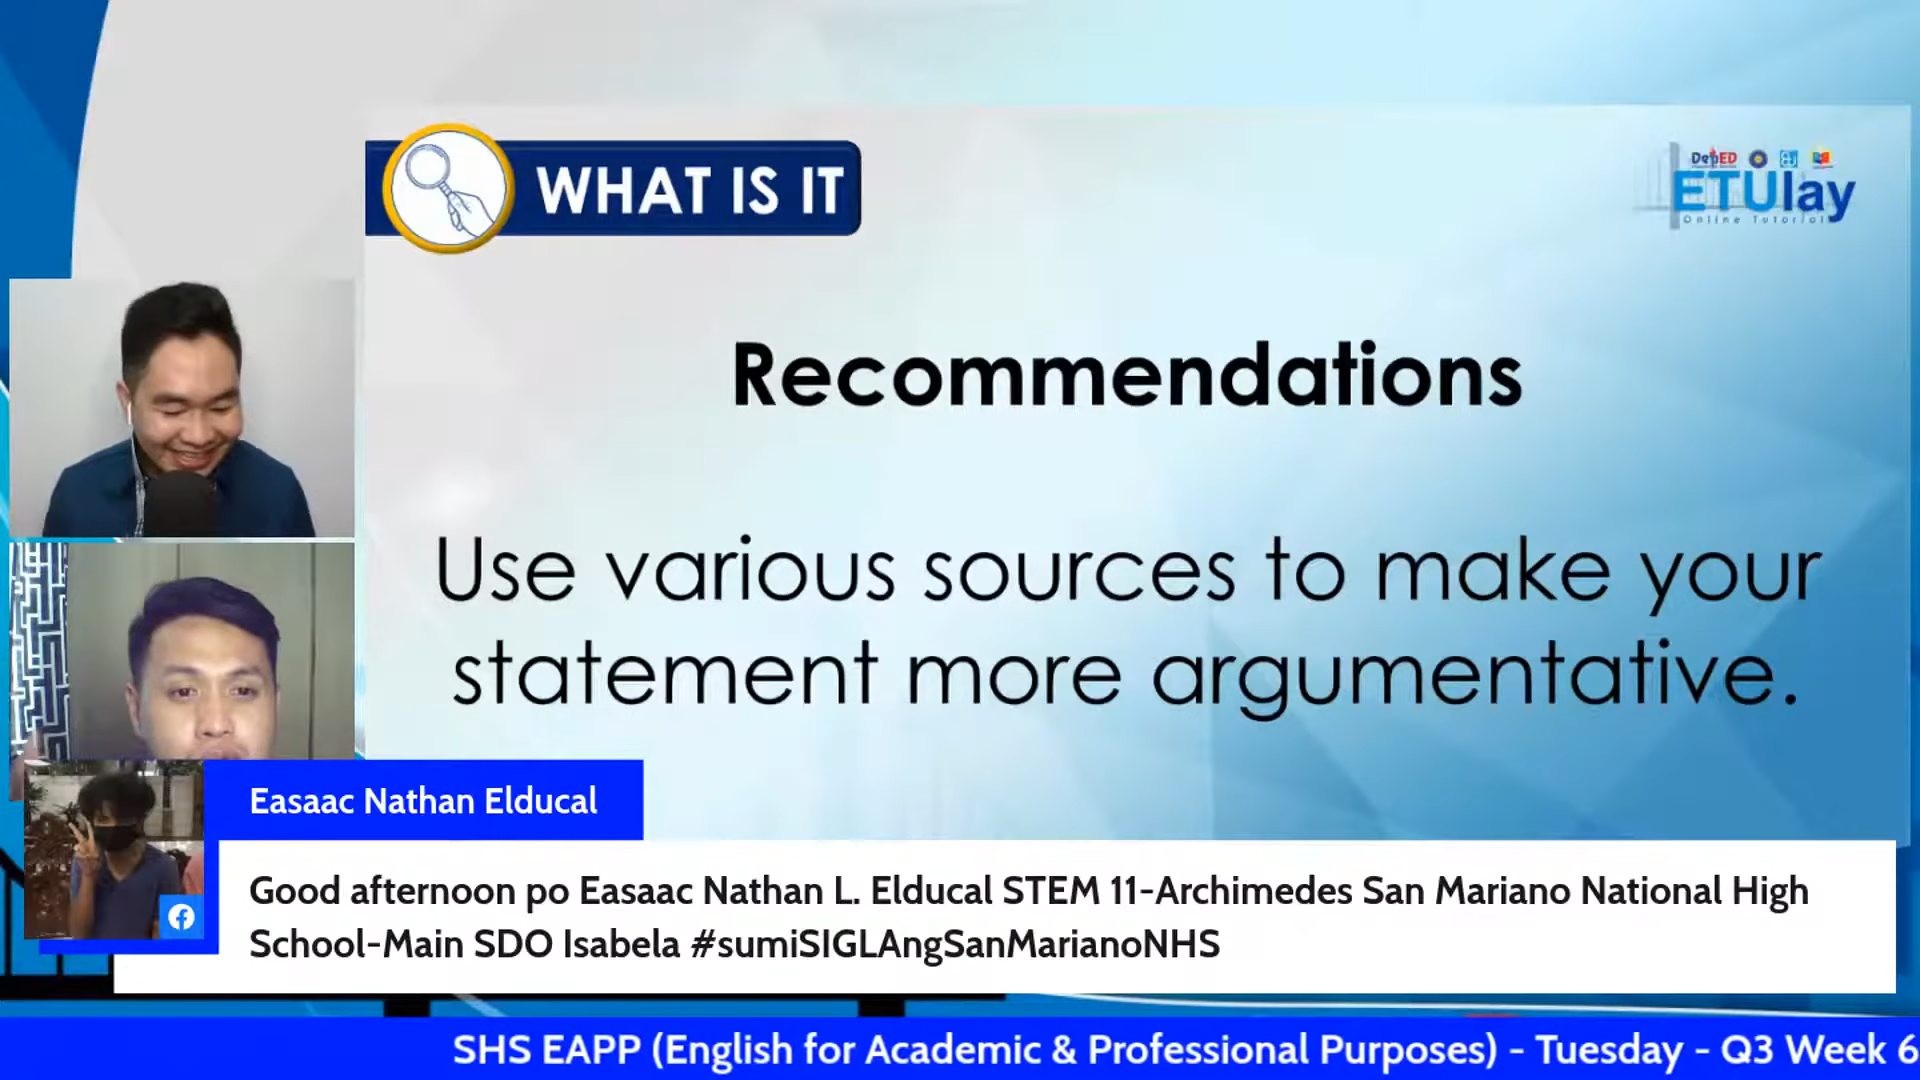 WHAT IS IT
DepED
ETUlay
Online Tutorial
Recommendations
Use various sources to make your
statement more argumentative.
Easaac Nathan Elducal
Good afternoon po Easaac Nathan L. Elducal STEM 11-Archimedes San Mariano National High
School-Main SDO Isabela #sumiSIGLAngSanMarianoNHS
SHS EAPP (English for Academic & Professional Purposes) - Tuesday - Q3 Week 6